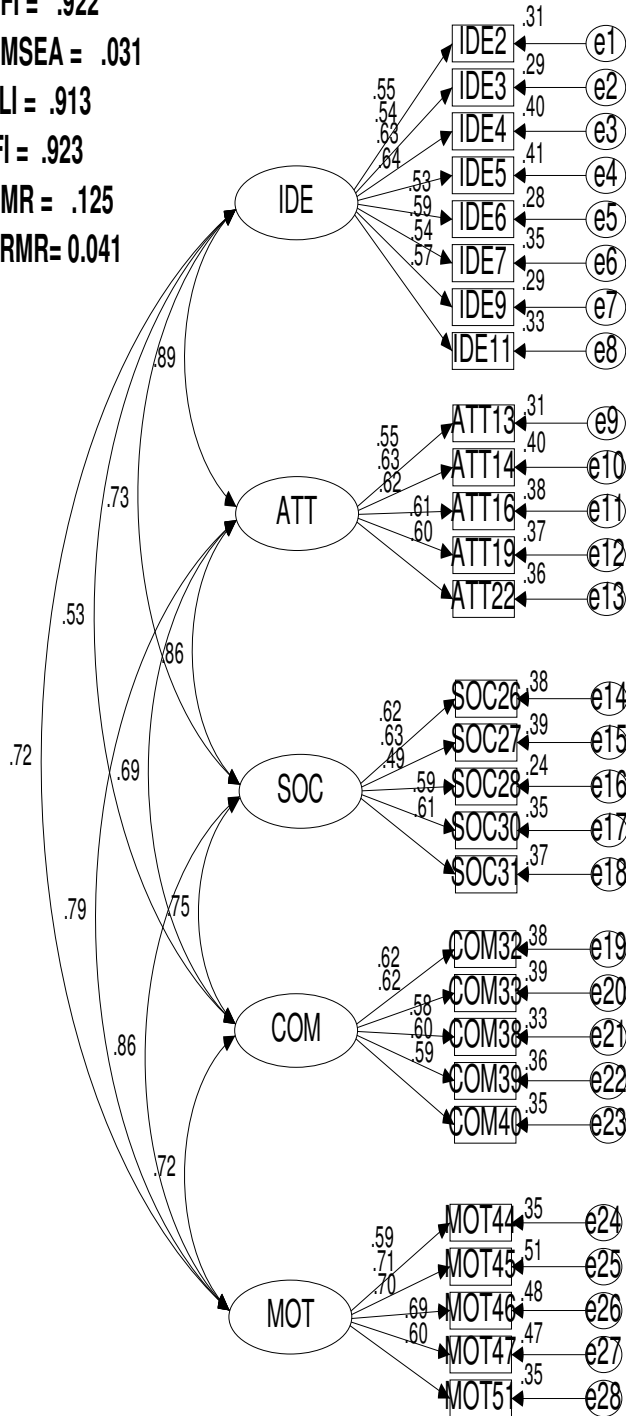 FI = .922
MSEA = .031
LI = .913
FI = .923
MR = .125
RMR= 0.041
IDE
.55
.54
.63
.64
.53
.59
.54
.57
IDE2 .31 e1
IDE3 .29 e2
IDE4 .40 e3
IDE5 .41 e4
IDE6 .28 e5
IDE7 .35 e6
IDE9 .29 e7
IDE11 .33 e8
.89
ATT
.55
.63
.62
.61
.60
ATT13 .31 e9
ATT14 .40 e10
ATT16 .38 e11
ATT19 .37 e12
ATT22 .36 e13
.73
.53
.86
.72
.69
SOC
.62
.63
.49
.59
.61
SOC26 .38 e14
SOC27 .39 e15
SOC28 .24 e16
SOC30 .35 e17
SOC31 .37 e18
.79
.75
COM
.62
.62
.58
.60
.59
COM32 .38 e19
COM33 .39 e20
COM38 .33 e21
COM39 .36 e22
COM40 .35 e23
.86
.72
MOT
.59
.71
.70
.69
.60
MOT44 .35 e24
MOT45 .51 e25
MOT46 .48 e26
MOT47 .47 e27
MOT51 .35 e28